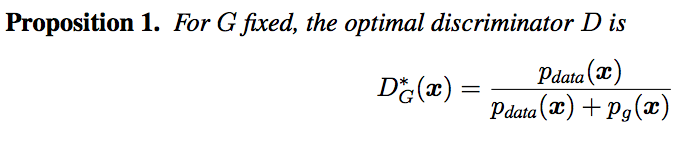 Proposition 1. For G fixed, the optimal discriminator D is
D*_G(x) = p_data(x) / (p_data(x) + p_g(x))